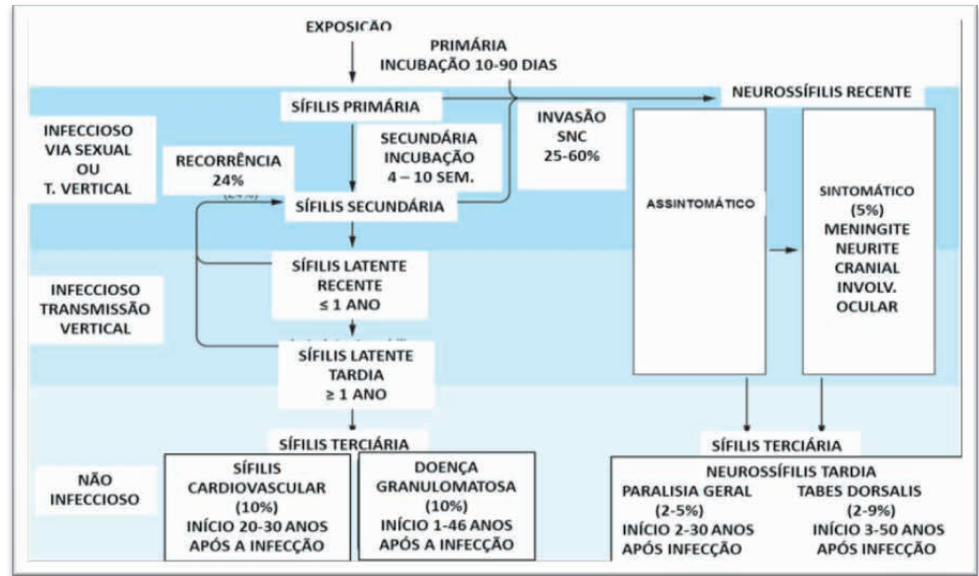 EXPOSIÇÃO
PRIMÁRIA
INCUBAÇÃO 10-90 DIAS
SÍFILIS PRIMÁRIA
NEUROSSÍFILIS RECENTE
INFECCIOSO
VIA SEXUAL
OU
T. VERTICAL
RECORRÊNCIA
24%
SECUNDÁRIA
INCUBAÇÃO
4 – 10 SEM.
INVASÃO
SNC
25-60%
SÍFILIS SECUNDÁRIA
ASSINTOMÁTICO
SINTOMÁTICO
(5%)
MENINGITE
NEURITE
CRANIAL
INVOLV.
OCULAR
INFECCIOSO
TRANSMISSÃO
VERTICAL
SÍFILIS LATENTE
RECENTE
≤ 1 ANO
SÍFILIS LATENTE
TARDIA
≥ 1 ANO
NÃO
INFECCIOSO
SÍFILIS TERCIÁRIA
SÍFILIS
CARDIOVASCULAR
(10%)
INÍCIO 20-30 ANOS
APÓS A INFECÇÃO
DOENÇA
GRANULOMATOSA
(10%)
INÍCIO 1-46 ANOS
APÓS A INFECÇÃO
SÍFILIS TERCIÁRIA
NEUROSSÍFILIS TARDIA
PARALISIA GERAL
(2-5%)
INÍCIO 2-30 ANOS
APÓS INFECÇÃO
TABES DORSALIS
(2-9%)
INÍCIO 3-50 ANOS
APÓS INFECÇÃO